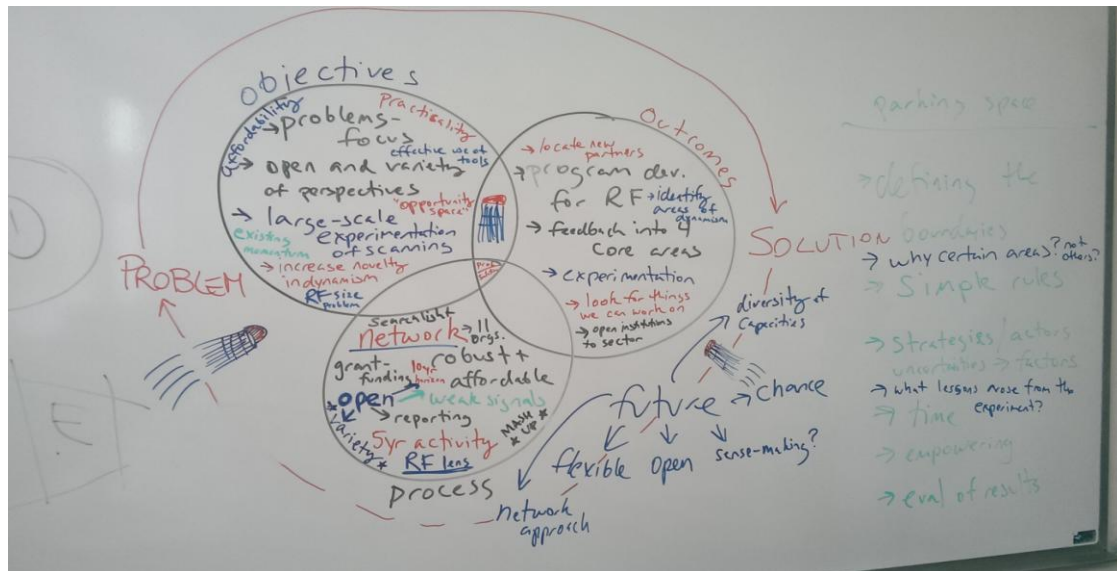 Objectives
affordability
Practicality
→ problems-
focus
effective use of
tools
→ open and variety
of perspectives
"opportunity
space"
→ large-scale
experimentation
of scanning
existing
momentum
→ increase novelty
in dynamism
RF size
problem
Outcomes
→ locate new
partners
→ program dev.
for RF
→ identify
areas of
dynamism
→ feedback into 4
core areas
→ experimentation
→ look for things
we can work on
→ open institutions
to sector
PROBLEM
SOLUTION
Searchlight
network → 11
orgs.
grant-
funding
10yr
horizon
robust +
affordable
open → weak signals
→ reporting
* variety *
5yr activity
* MASH
UP *
RF lens
process
diversity of
capacities
future → chance
flexible
open
sense-making?
network
approach
parking space
→ defining the
boundaries
→ why certain areas? not
others?
→ Simple rules
→ strategies/actors
uncertainties → factors
→ what lessons arose from the
experiment?
→ time
→ empowering
→ eval of results
E